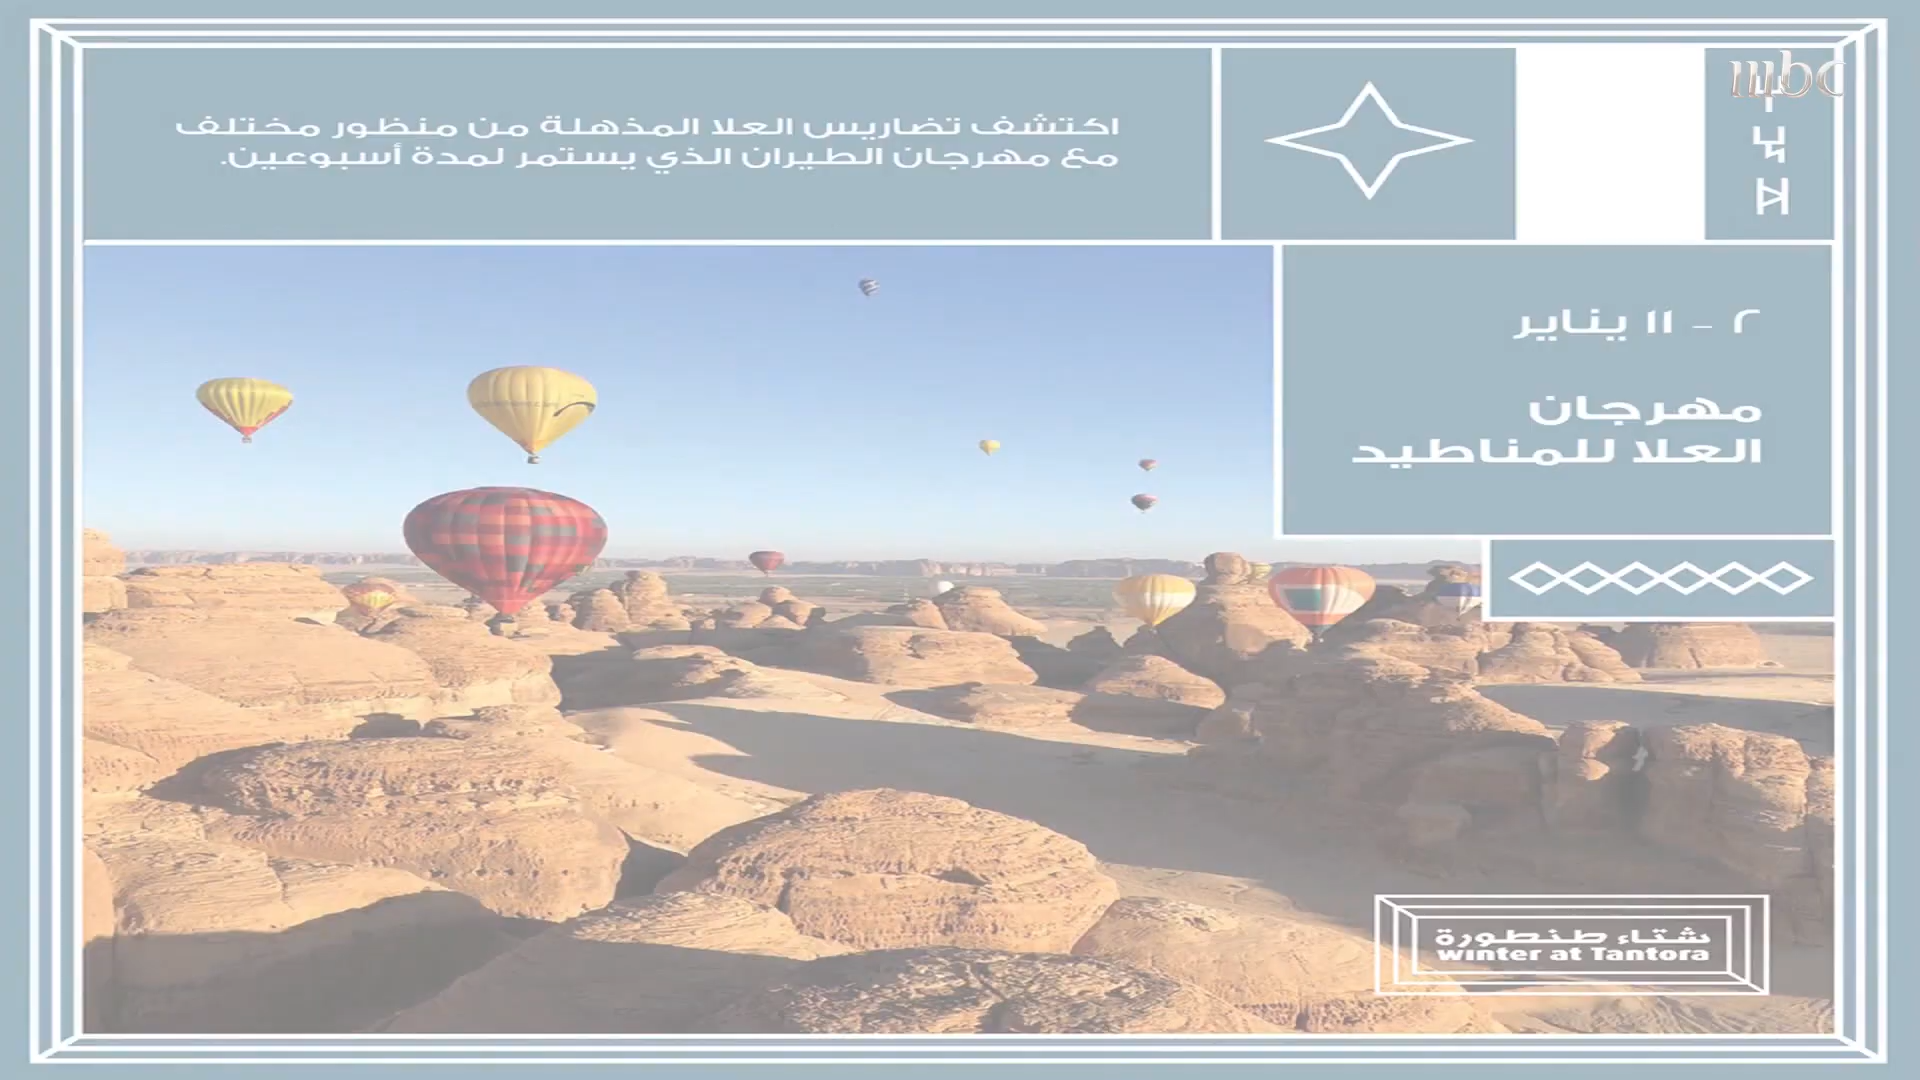 mbc
اكتشف تضاريس العلا المذهلة من منظور مختلف
مع مهرجان الطيران الذي يستمر لمدة أسبوعين.
٢ - ١١ يناير
مهرجان
العلا للمناطيد
شتاء طنطورة
winter at Tantora